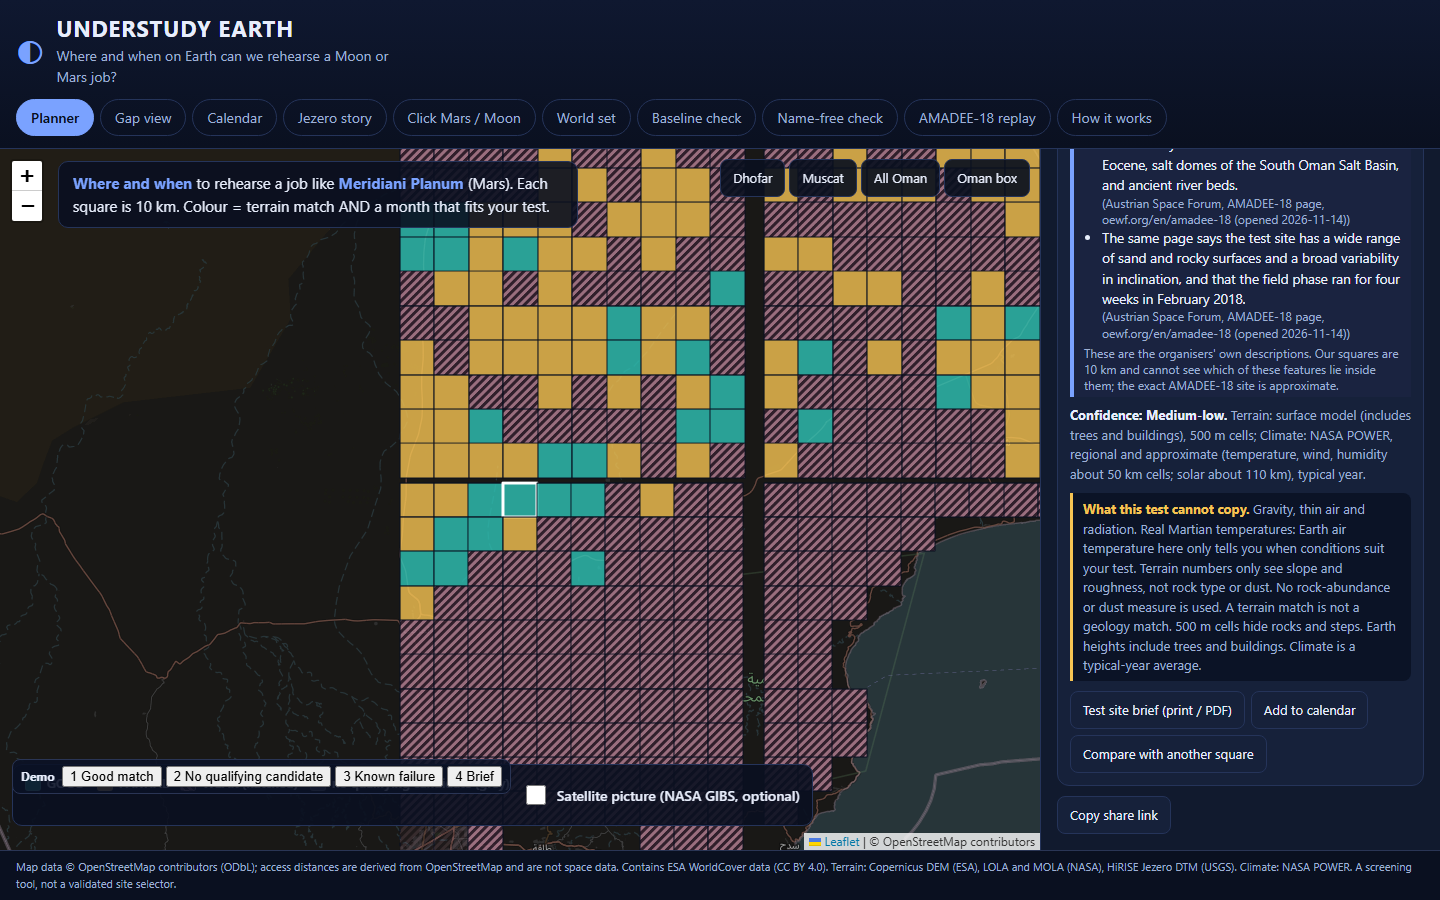 UNDERSTUDY EARTH
Where and when on Earth can we rehearse a Moon or
Mars job?
Planner
Gap view
Calendar
Jezero story
Click Mars / Moon
World set
Baseline check
Name-free check
AMADEE-18 replay
How it works
+
−
Where and when to rehearse a job like Meridiani Planum (Mars). Each
square is 10 km. Colour = terrain match AND a month that fits your test.
Dhofar
Muscat
All Oman
Oman box
Eocene, salt domes of the South Oman Salt Basin,
and ancient river beds.
(Austrian Space Forum, AMADEE-18 page,
oewf.org/en/amadee-18 (opened 2026-11-14))
• The same page says the test site has a wide range
of sand and rocky surfaces and a broad variability
in inclination, and that the field phase ran for four
weeks in February 2018.
(Austrian Space Forum, AMADEE-18 page,
oewf.org/en/amadee-18 (opened 2026-11-14))
These are the organisers' own descriptions. Our squares are
10 km and cannot see which of these features lie inside
them; the exact AMADEE-18 site is approximate.
Confidence: Medium-low. Terrain: surface model (includes
trees and buildings), 500 m cells; Climate: NASA POWER,
regional and approximate (temperature, wind, humidity
about 50 km cells; solar about 110 km), typical year.
What this test cannot copy. Gravity, thin air and
radiation. Real Martian temperatures: Earth air
temperature here only tells you when conditions suit
your test. Terrain numbers only see slope and
roughness, not rock type or dust. No rock-abundance
or dust measure is used. A terrain match is not a
geology match. 500 m cells hide rocks and steps. Earth
heights include trees and buildings. Climate is a
typical-year average.
Test site brief (print / PDF)
Add to calendar
Compare with another square
Copy share link
Demo
1 Good match
2 No qualifying candidate
3 Known failure
4 Brief
Satellite picture (NASA GIBS, optional)
Leaflet | © OpenStreetMap contributors
Map data © OpenStreetMap contributors (ODbL); access distances are derived from OpenStreetMap and are not space data. Contains ESA WorldCover data (CC BY 4.0). Terrain: Copernicus DEM (ESA), LOLA and MOLA (NASA), HiRISE Jezero DTM (USGS). Climate: NASA POWER. A screening
tool, not a validated site selector.